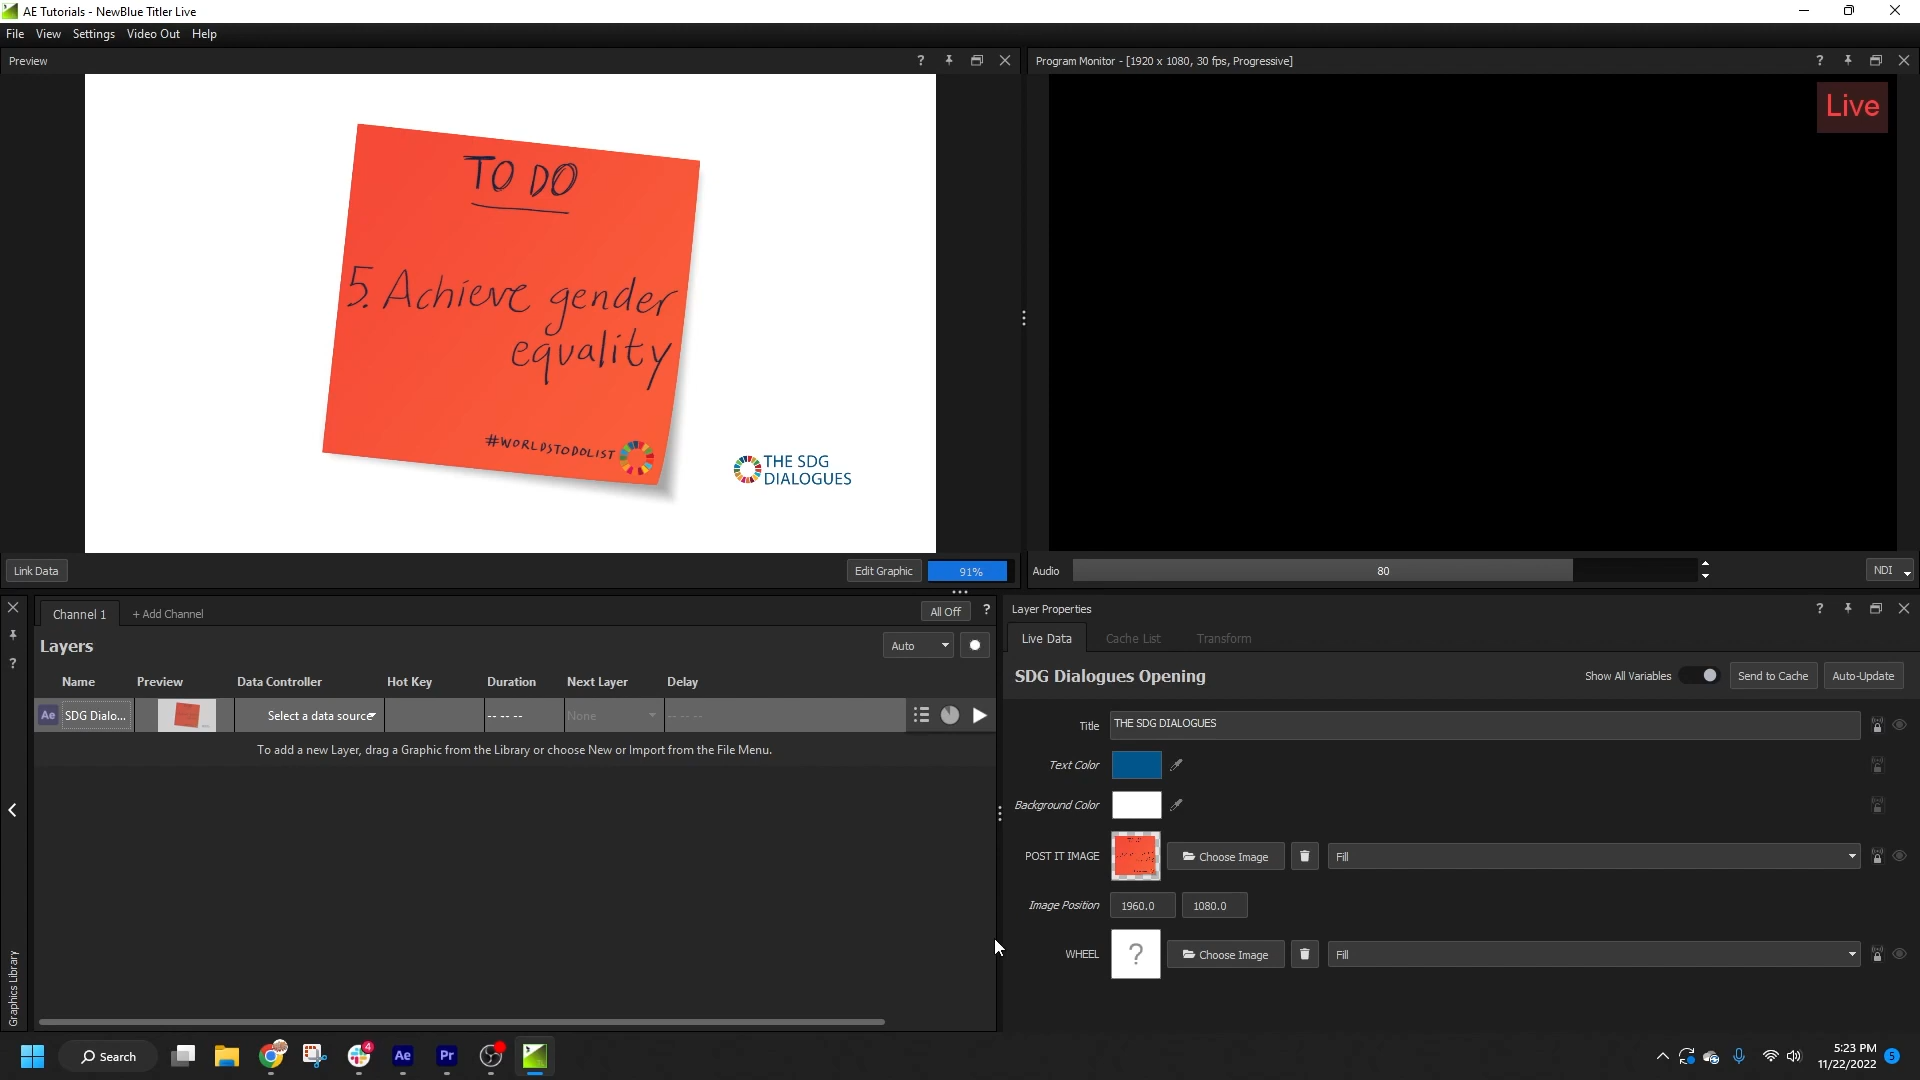 AE Tutorials - NewBlue Titler Live
File View Settings Video Out Help
Preview
Program Monitor - [1920 x 1080, 30 fps, Progressive]
Live
TO DO
5. Achieve gender
equality
#WORLDSTODOLIST
THE SDG
DIALOGUES
Link Data
Edit Graphic
91%
Audio
80
NDI
Channel 1
+ Add Channel
All Off
Layers
Auto
Name Preview Data Controller Hot Key Duration Next Layer Delay
Ae SDG Dialo... Select a data source -- -- -- None -- -- --
To add a new Layer, drag a Graphic from the Library or choose New or Import from the File Menu.
Graphics Library
Layer Properties
Live Data Cache List Transform
SDG Dialogues Opening
Show All Variables Send to Cache Auto-Update
Title THE SDG DIALOGUES
Text Color
Background Color
POST IT IMAGE Choose Image Fill
Image Position 1960.0 1080.0
WHEEL ? Choose Image Fill
Search
4
Ae
Pr
5:23 PM
11/22/2022
5